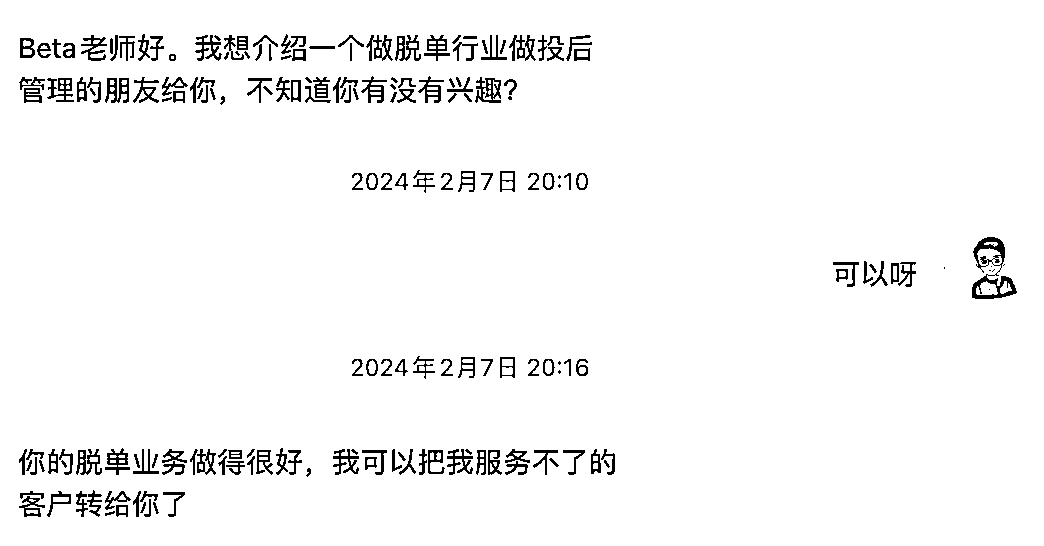 Beta老师好。我想介绍一个做脱单行业做投后
管理的朋友给你，不知道你有没有兴趣？
2024年2月7日 20:10
可以呀
2024年2月7日 20:16
你的脱单业务做得很好，我可以把我服务不了的
客户转给你了